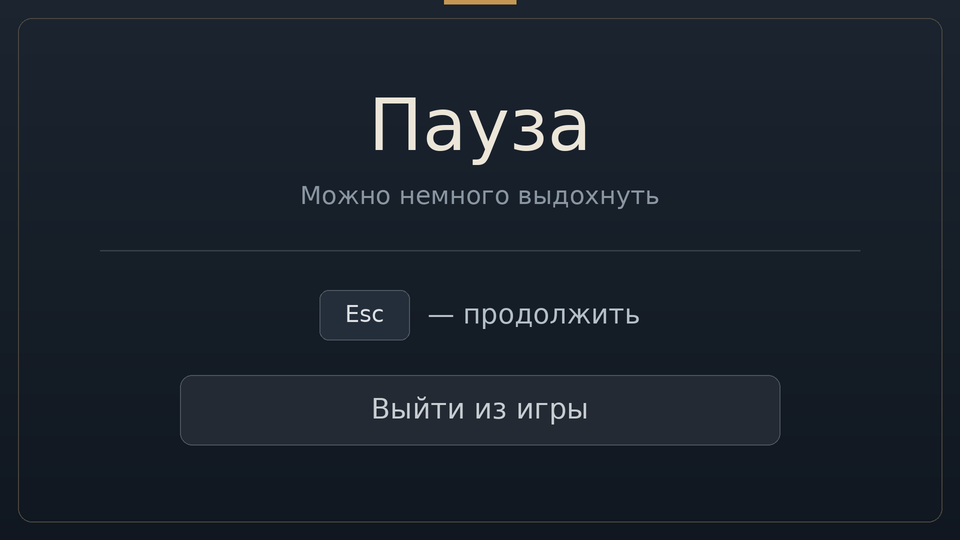 Пауза
Можно немного выдохнуть
Esc — продолжить
Выйти из игры